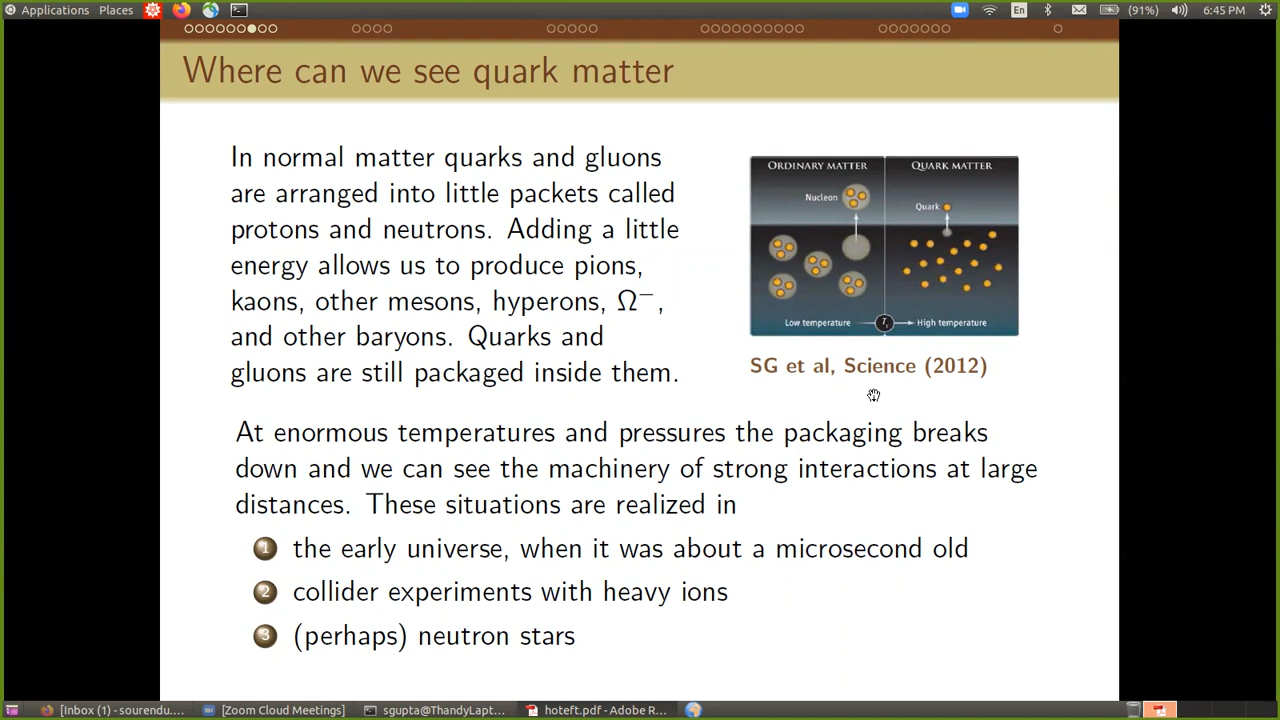 Applications Places En (91%) 6:45 PM
Where can we see quark matter
In normal matter quarks and gluons
are arranged into little packets called
protons and neutrons. Adding a little
energy allows us to produce pions,
kaons, other mesons, hyperons, Ω⁻,
and other baryons. Quarks and
gluons are still packaged inside them.
ORDINARY MATTER QUARK MATTER
Nucleon Quark
Low temperature Tc High temperature
SG et al, Science (2012)
At enormous temperatures and pressures the packaging breaks
down and we can see the machinery of strong interactions at large
distances. These situations are realized in
1 the early universe, when it was about a microsecond old
2 collider experiments with heavy ions
3 (perhaps) neutron stars
[Inbox (1) - sourendu.... [Zoom Cloud Meetings] sgupta@ThandyLapt... hoteft.pdf - Adobe R...